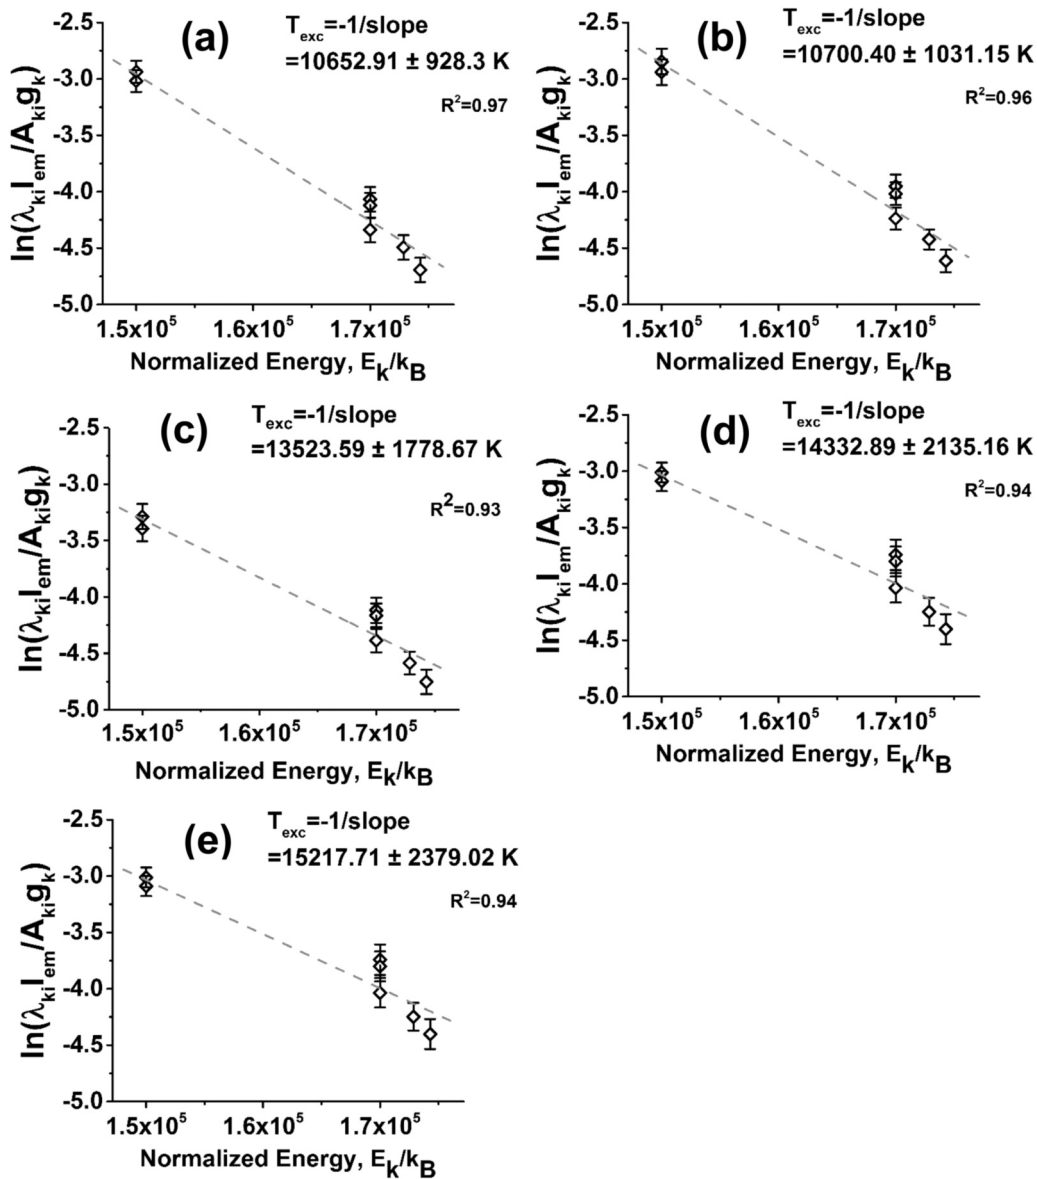 (a)
T_exc=-1/slope
=10652.91 ± 928.3 K
R²=0.97
ln(λ_ki I_em/A_ki g_k)
-2.5
-3.0
-3.5
-4.0
-4.5
-5.0
1.5x10⁵ 1.6x10⁵ 1.7x10⁵
Normalized Energy, E_k/k_B
(b)
T_exc=-1/slope
=10700.40 ± 1031.15 K
R²=0.96
ln(λ_ki I_em/A_ki g_k)
-2.5
-3.0
-3.5
-4.0
-4.5
-5.0
1.5x10⁵ 1.6x10⁵ 1.7x10⁵
Normalized Energy, E_k/k_B
(c)
T_exc=-1/slope
=13523.59 ± 1778.67 K
R²=0.93
ln(λ_ki I_em/A_ki g_k)
-2.5
-3.0
-3.5
-4.0
-4.5
-5.0
1.5x10⁵ 1.6x10⁵ 1.7x10⁵
Normalized Energy, E_k/k_B
(d)
T_exc=-1/slope
=14332.89 ± 2135.16 K
R²=0.94
ln(λ_ki I_em/A_ki g_k)
-2.5
-3.0
-3.5
-4.0
-4.5
-5.0
1.5x10⁵ 1.6x10⁵ 1.7x10⁵
Normalized Energy, E_k/k_B
(e)
T_exc=-1/slope
=15217.71 ± 2379.02 K
R²=0.94
ln(λ_ki I_em/A_ki g_k)
-2.5
-3.0
-3.5
-4.0
-4.5
-5.0
1.5x10⁵ 1.6x10⁵ 1.7x10⁵
Normalized Energy, E_k/k_B